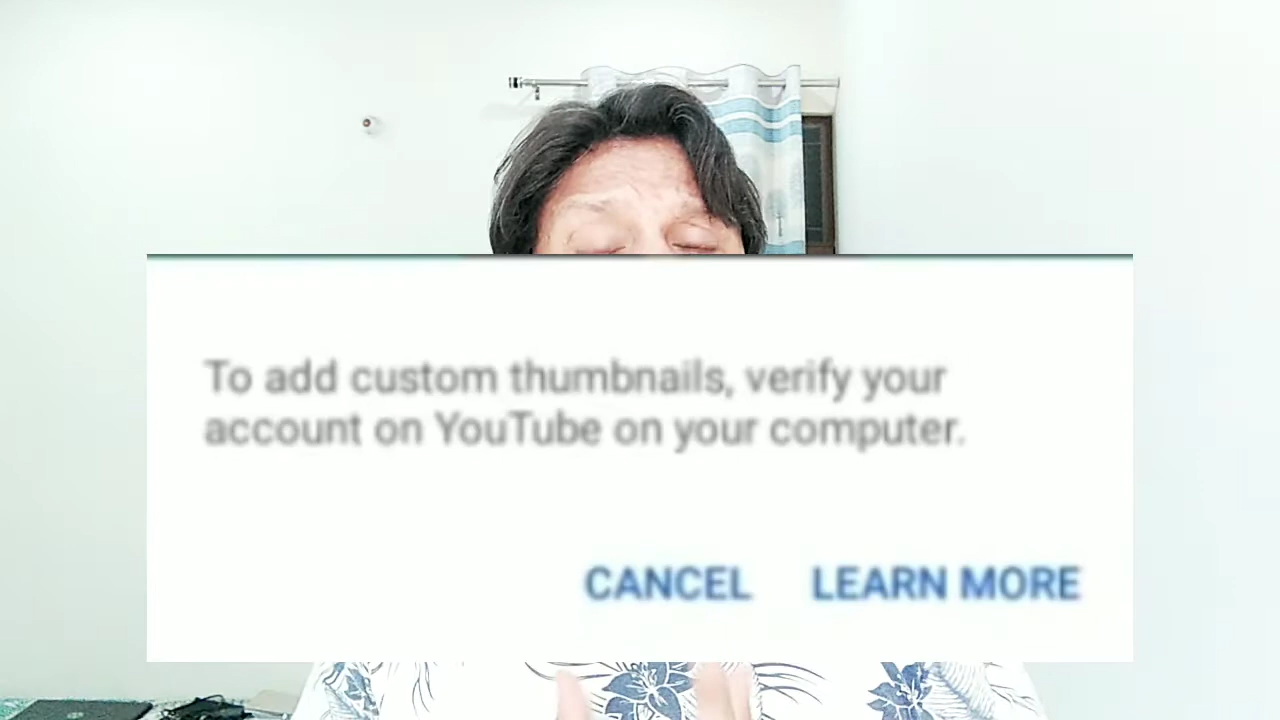 To add custom thumbnails, verify your
account on YouTube on your computer.
CANCEL LEARN MORE